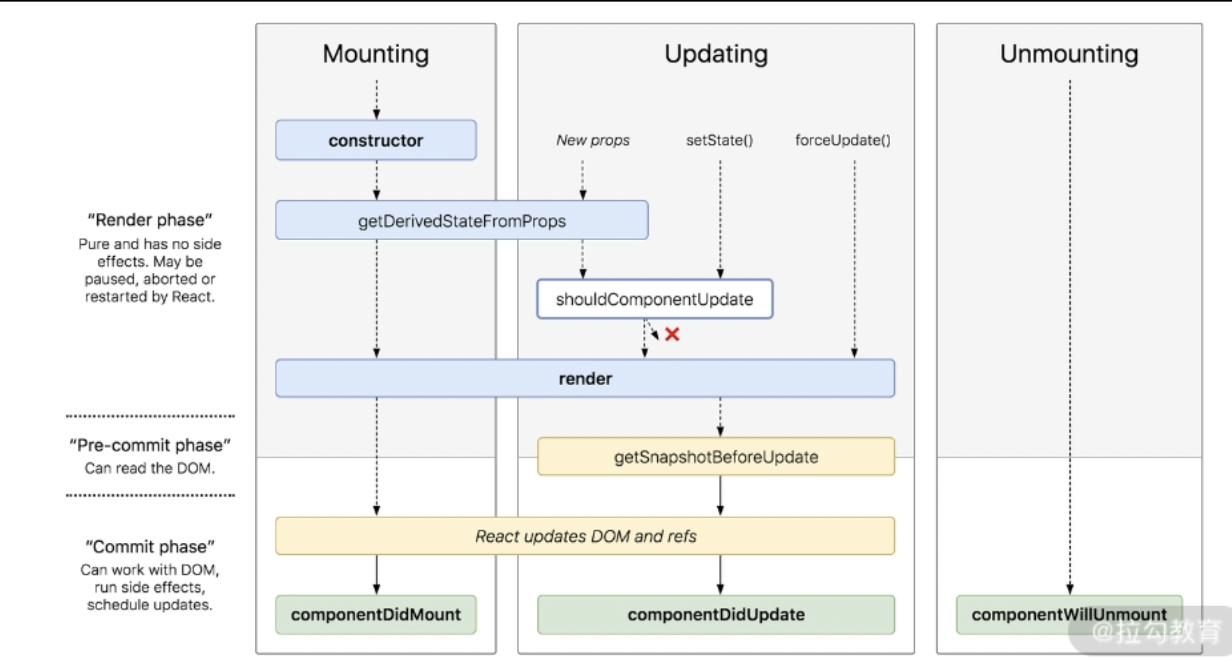 Mounting
Updating
Unmounting
constructor
New props
setState()
forceUpdate()
“Render phase”
Pure and has no side
effects. May be
paused, aborted or
restarted by React.
getDerivedStateFromProps
shouldComponentUpdate
render
“Pre-commit phase”
Can read the DOM.
getSnapshotBeforeUpdate
“Commit phase”
Can work with DOM,
run side effects,
schedule updates.
React updates DOM and refs
componentDidMount
componentDidUpdate
componentWillUnmount
@拉勾教育